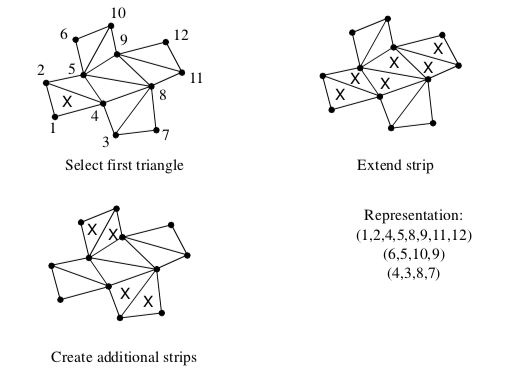 10
6
9
12
2
5
11
X
8
4
1
7
3
Select first triangle
X
X
X
X
X
X
Extend strip
X
X
X
X
Create additional strips
Representation:
(1,2,4,5,8,9,11,12)
(6,5,10,9)
(4,3,8,7)